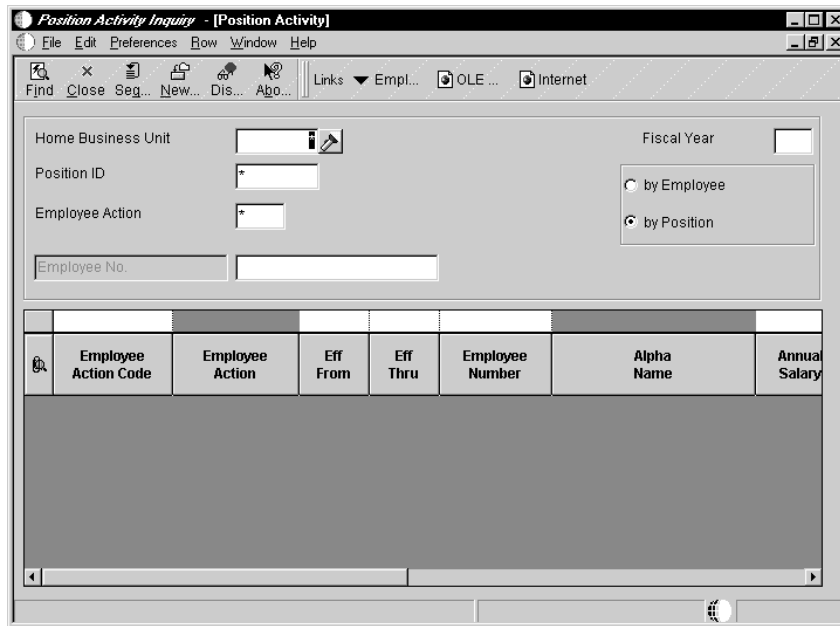 Position Activity Inquiry - [Position Activity]
File Edit Preferences Row Window Help
Find Close Seq... New... Dis... Abo... Links Empl... OLE ... Internet
Home Business Unit * Fiscal Year
Position ID *
by Employee
Employee Action *
by Position
Employee No.
Employee Action Code Employee Action Eff From Eff Thru Employee Number Alpha Name Annual Salary